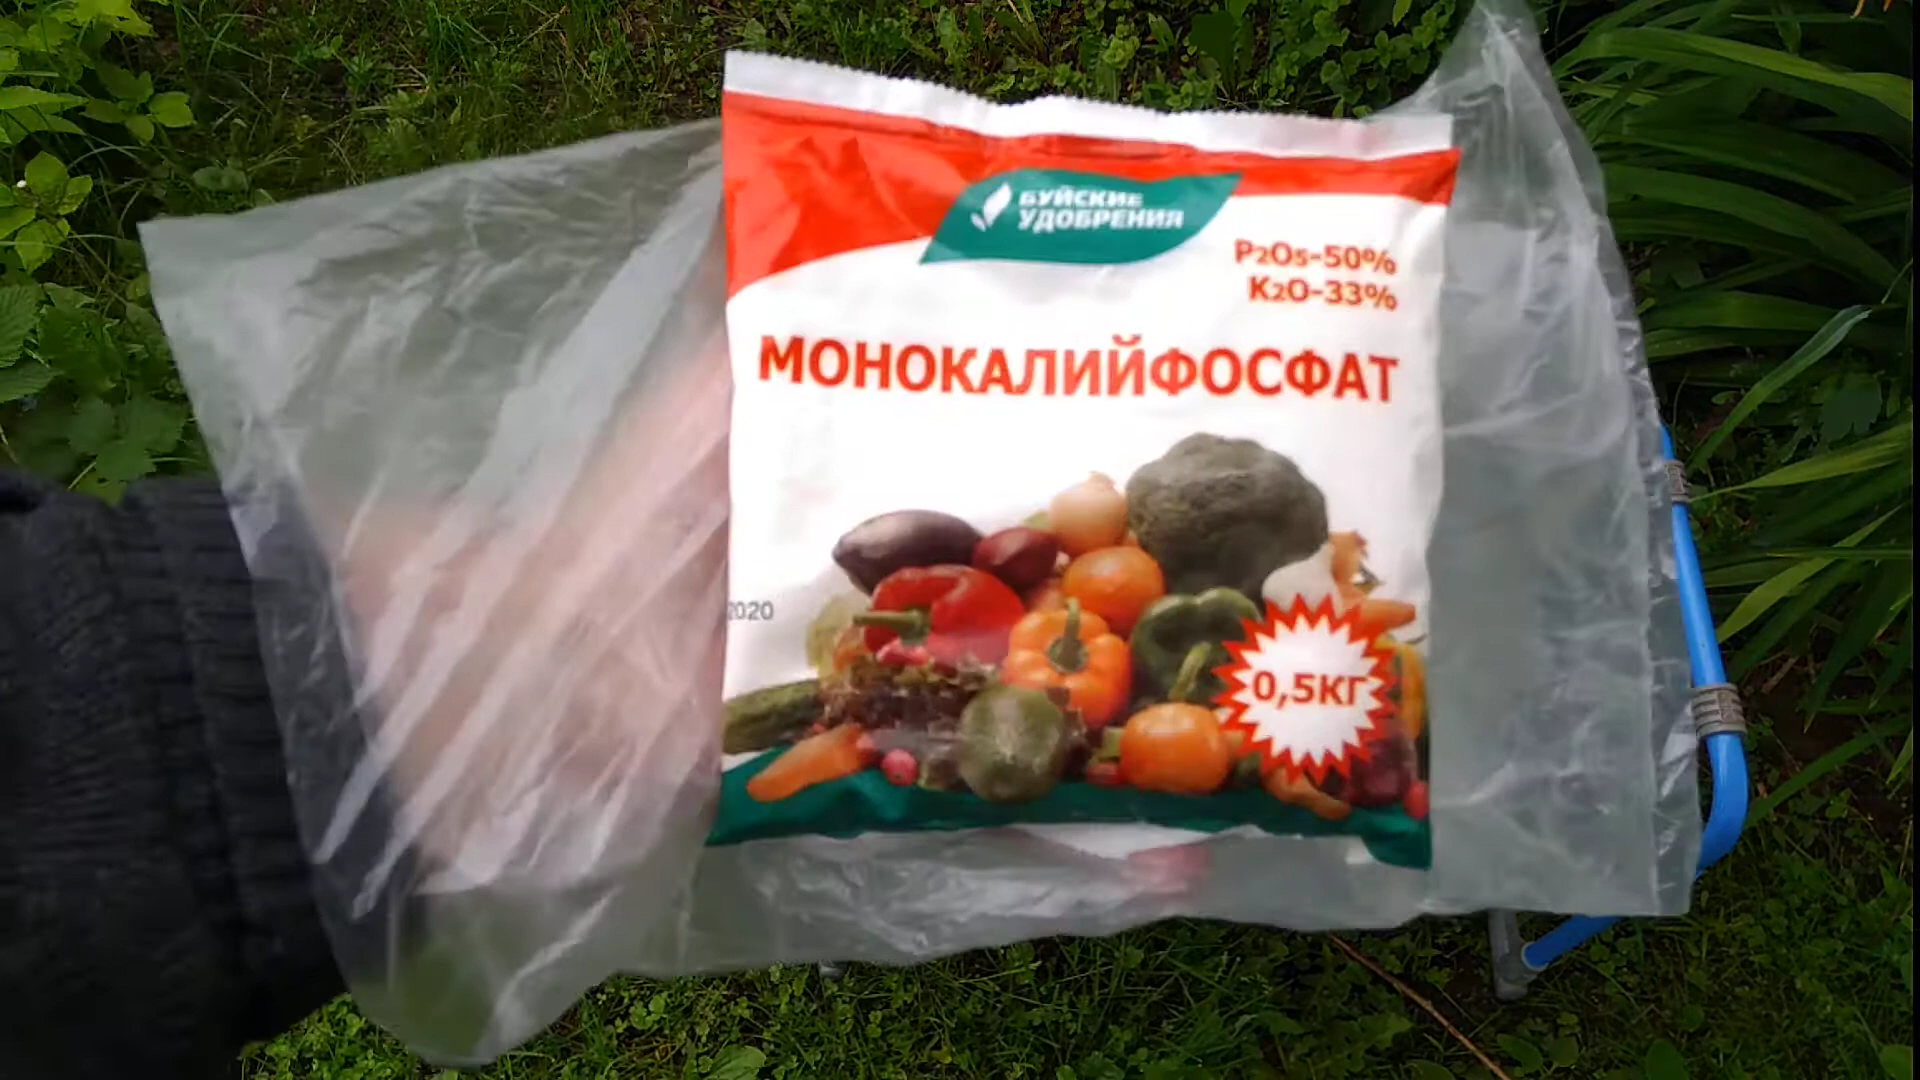 БУЙСКИЕ
УДОБРЕНИЯ
P2O5-50%
K2O-33%
МОНОКАЛИЙФОСФАТ
2020
0,5КГ